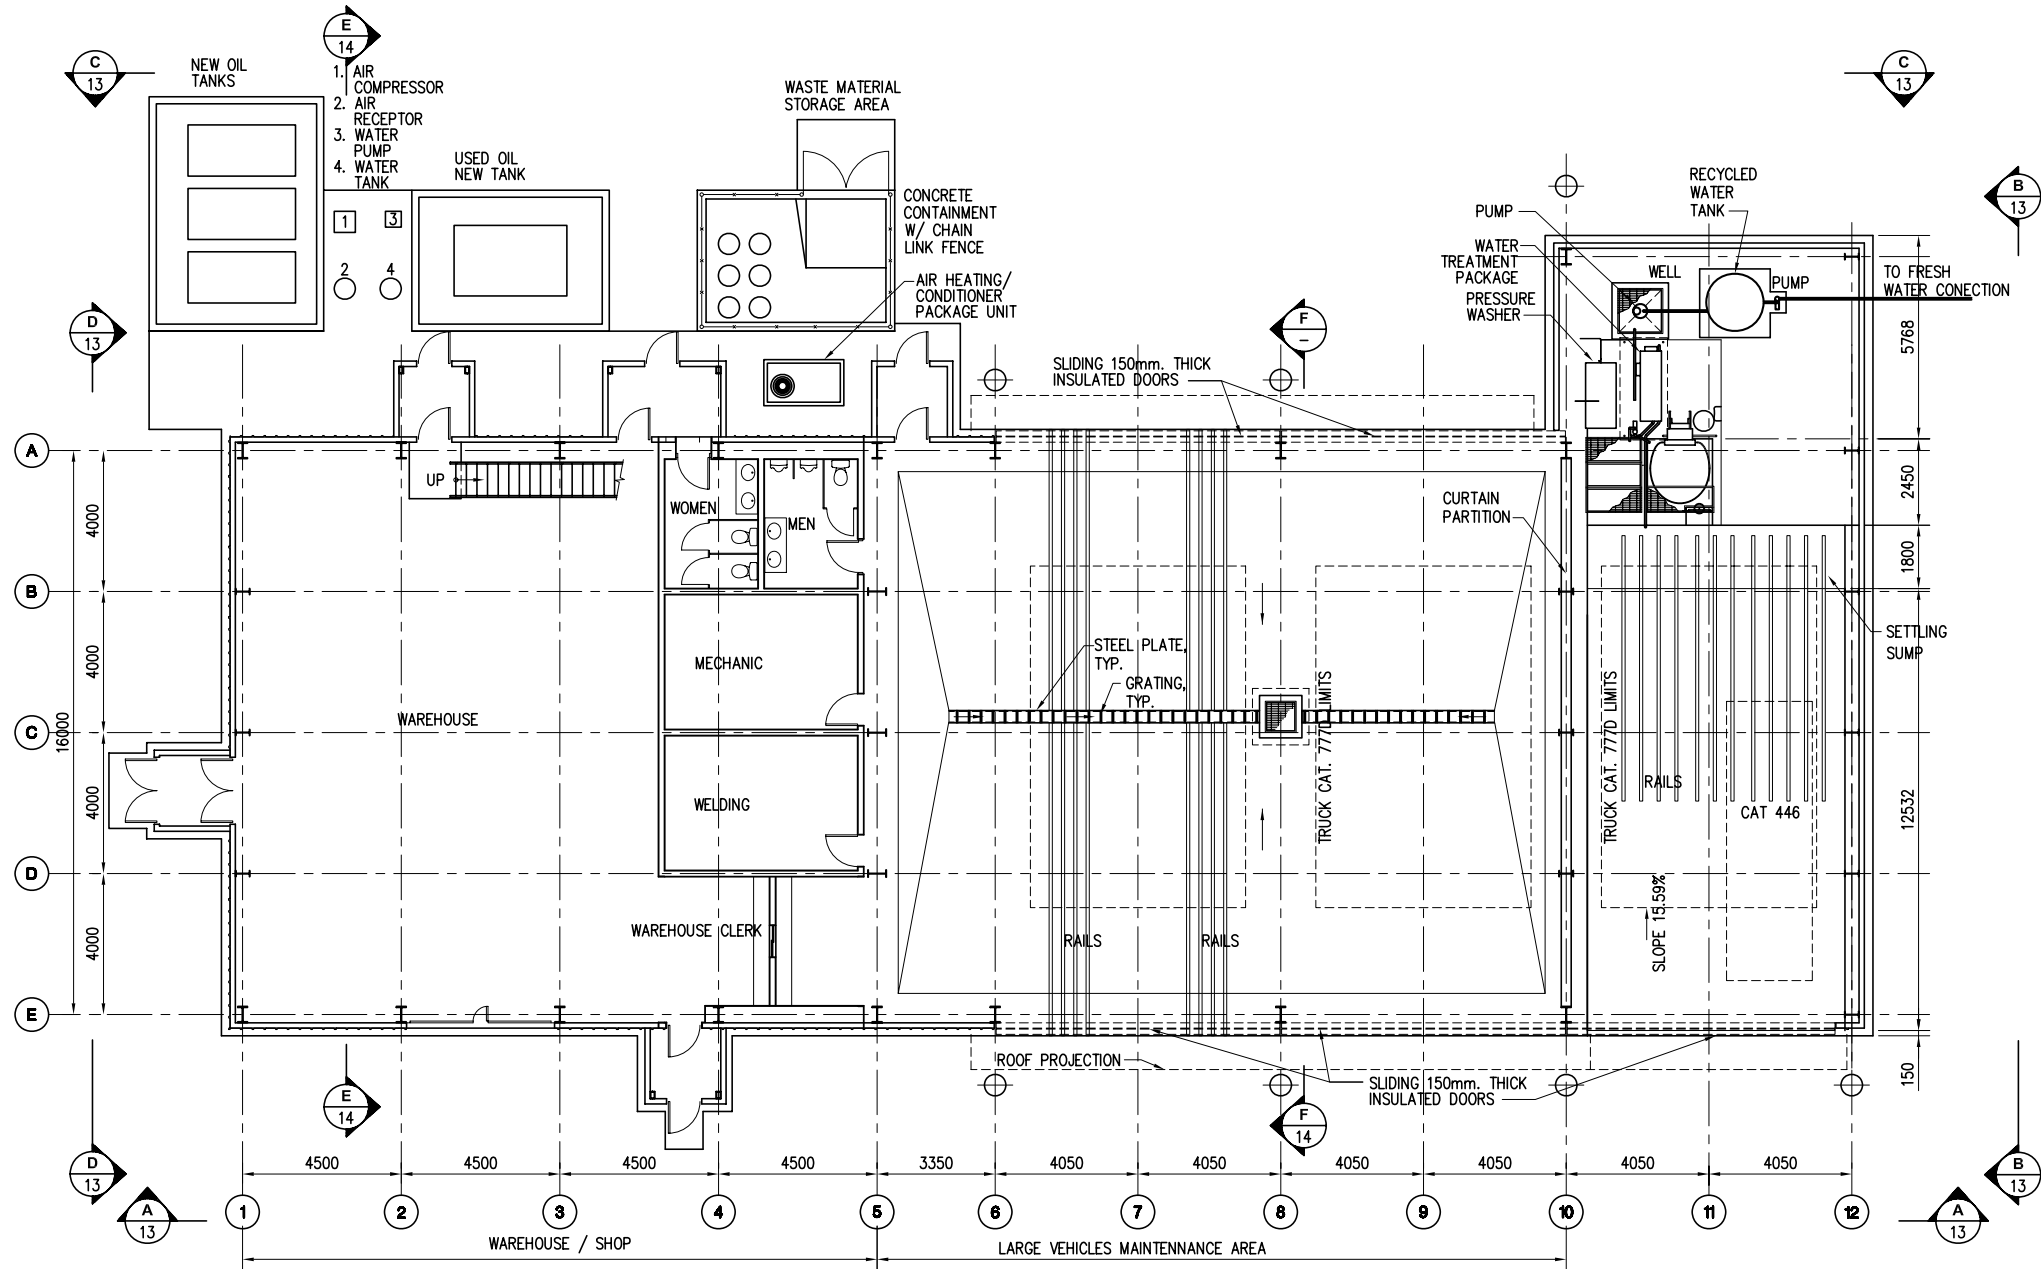 E
14
C
13
NEW OIL
TANKS
1. AIR
COMPRESSOR
2. AIR
RECEPTOR
3. WATER
PUMP
4. WATER
TANK
USED OIL
NEW TANK
WASTE MATERIAL
STORAGE AREA
C
13
1
3
2
4
CONCRETE
CONTAINMENT
W/ CHAIN
LINK FENCE
AIR HEATING/
CONDITIONER
PACKAGE UNIT
RECYCLED
WATER
TANK
PUMP
WATER
TREATMENT
PACKAGE
PRESSURE
WASHER
WELL
PUMP
TO FRESH
WATER CONECTION
B
13
D
13
F
–
SLIDING 150mm. THICK
INSULATED DOORS
5768
A
UP
WOMEN
MEN
CURTAIN
PARTITION
2450
4000
1800
B
MECHANIC
STEEL PLATE,
TYP.
GRATING,
TYP.
SETTLING
SUMP
4000
WAREHOUSE
TRUCK CAT. 777D LIMITS
TRUCK CAT. 777D LIMITS
C
16000
RAILS
CAT 446
12532
4000
WELDING
D
SLOPE 15.59%
4000
WAREHOUSE CLERK
RAILS
RAILS
E
ROOF PROJECTION
SLIDING 150mm. THICK
INSULATED DOORS
150
E
14
F
14
D
13
A
13
B
13
A
13
4500
4500
4500
4500
3350
4050
4050
4050
4050
4050
4050
1
2
3
4
5
6
7
8
9
10
11
12
WAREHOUSE / SHOP
LARGE VEHICLES MAINTENNANCE AREA